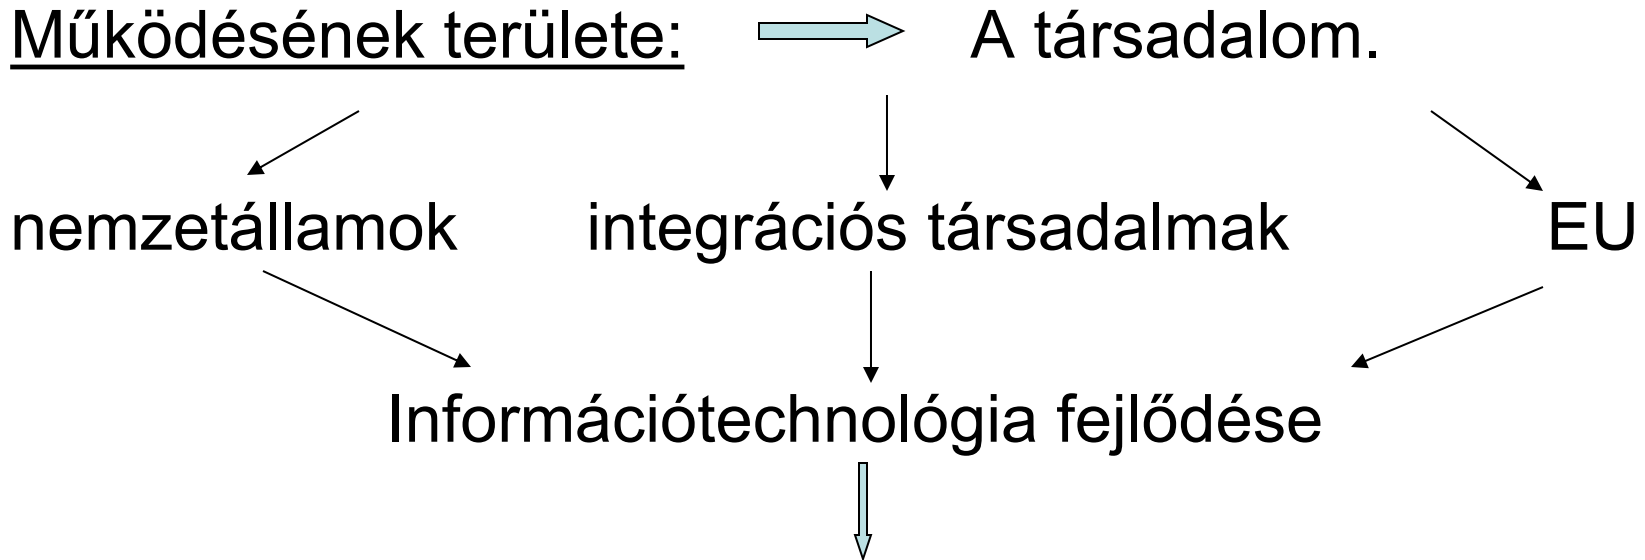 Működésének területe: A társadalom.
nemzetállamok integrációs társadalmak EU
Információtechnológia fejlődése